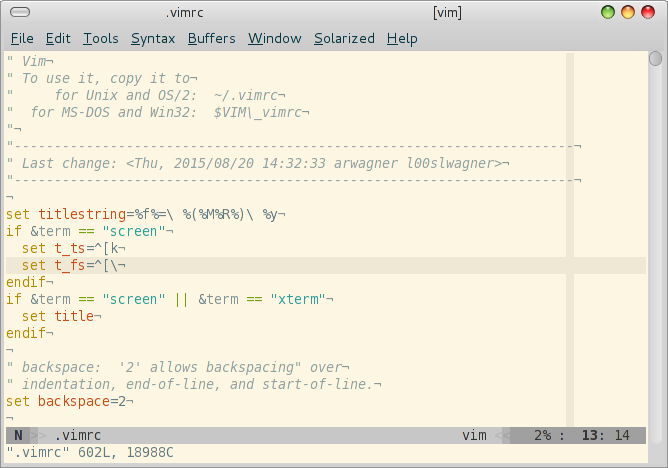 .vimrc [vim]
File Edit Tools Syntax Buffers Window Solarized Help
" Vim¬
" To use it, copy it to¬
"     for Unix and OS/2:  ~/.vimrc¬
"  for MS-DOS and Win32:  $VIM\_vimrc¬
"¬
"----------------------------------------------------------------------¬
" Last change: <Thu, 2015/08/20 14:32:33 arwagner l00slwagner>¬
"----------------------------------------------------------------------¬
¬
set titlestring=%f%=\ %(%M%R%)\ %y¬
if &term == "screen"¬
  set t_ts=^[k¬
  set t_fs=^[\¬
endif¬
if &term == "screen" || &term == "xterm"¬
  set title¬
endif¬
¬
" backspace:  '2' allows backspacing" over¬
" indentation, end-of-line, and start-of-line.¬
set backspace=2¬
¬
N >> .vimrc vim << 2% : 13: 14
".vimrc" 602L, 18988C